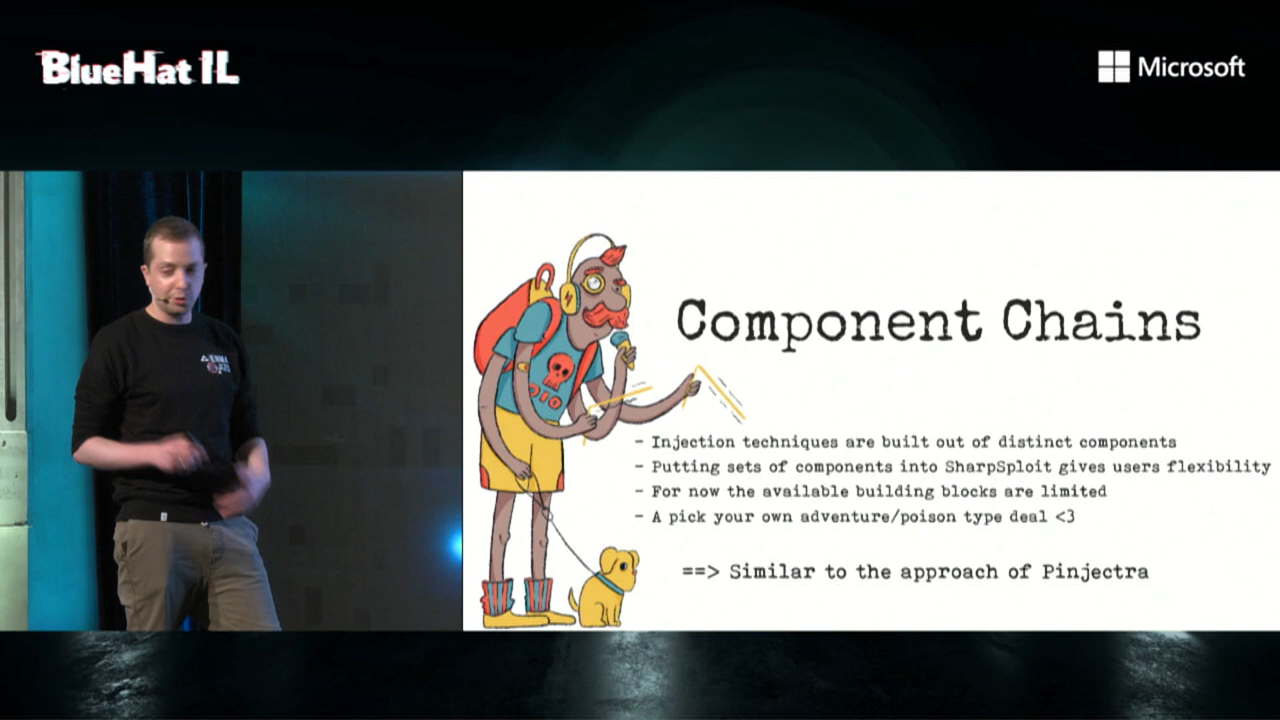 BlueHat IL
Microsoft
Component Chains
- Injection techniques are built out of distinct components
- Putting sets of components into SharpSploit gives users flexibility
- For now the available building blocks are limited
- A pick your own adventure/poison type deal <3
==> Similar to the approach of Pinjectra